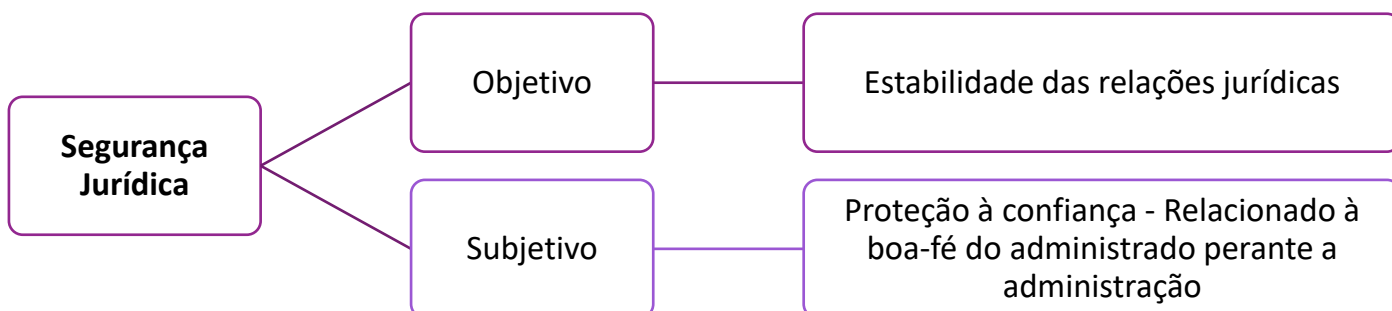 Segurança
Jurídica
Objetivo
Estabilidade das relações jurídicas
Subjetivo
Proteção à confiança - Relacionado à
boa-fé do administrado perante a
administração